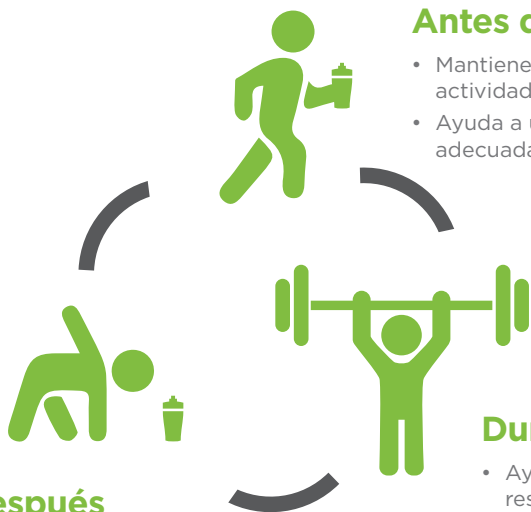 Antes d
• Mantiene
actividad
• Ayuda a u
adecuada
Dur
• Ay
res
espués